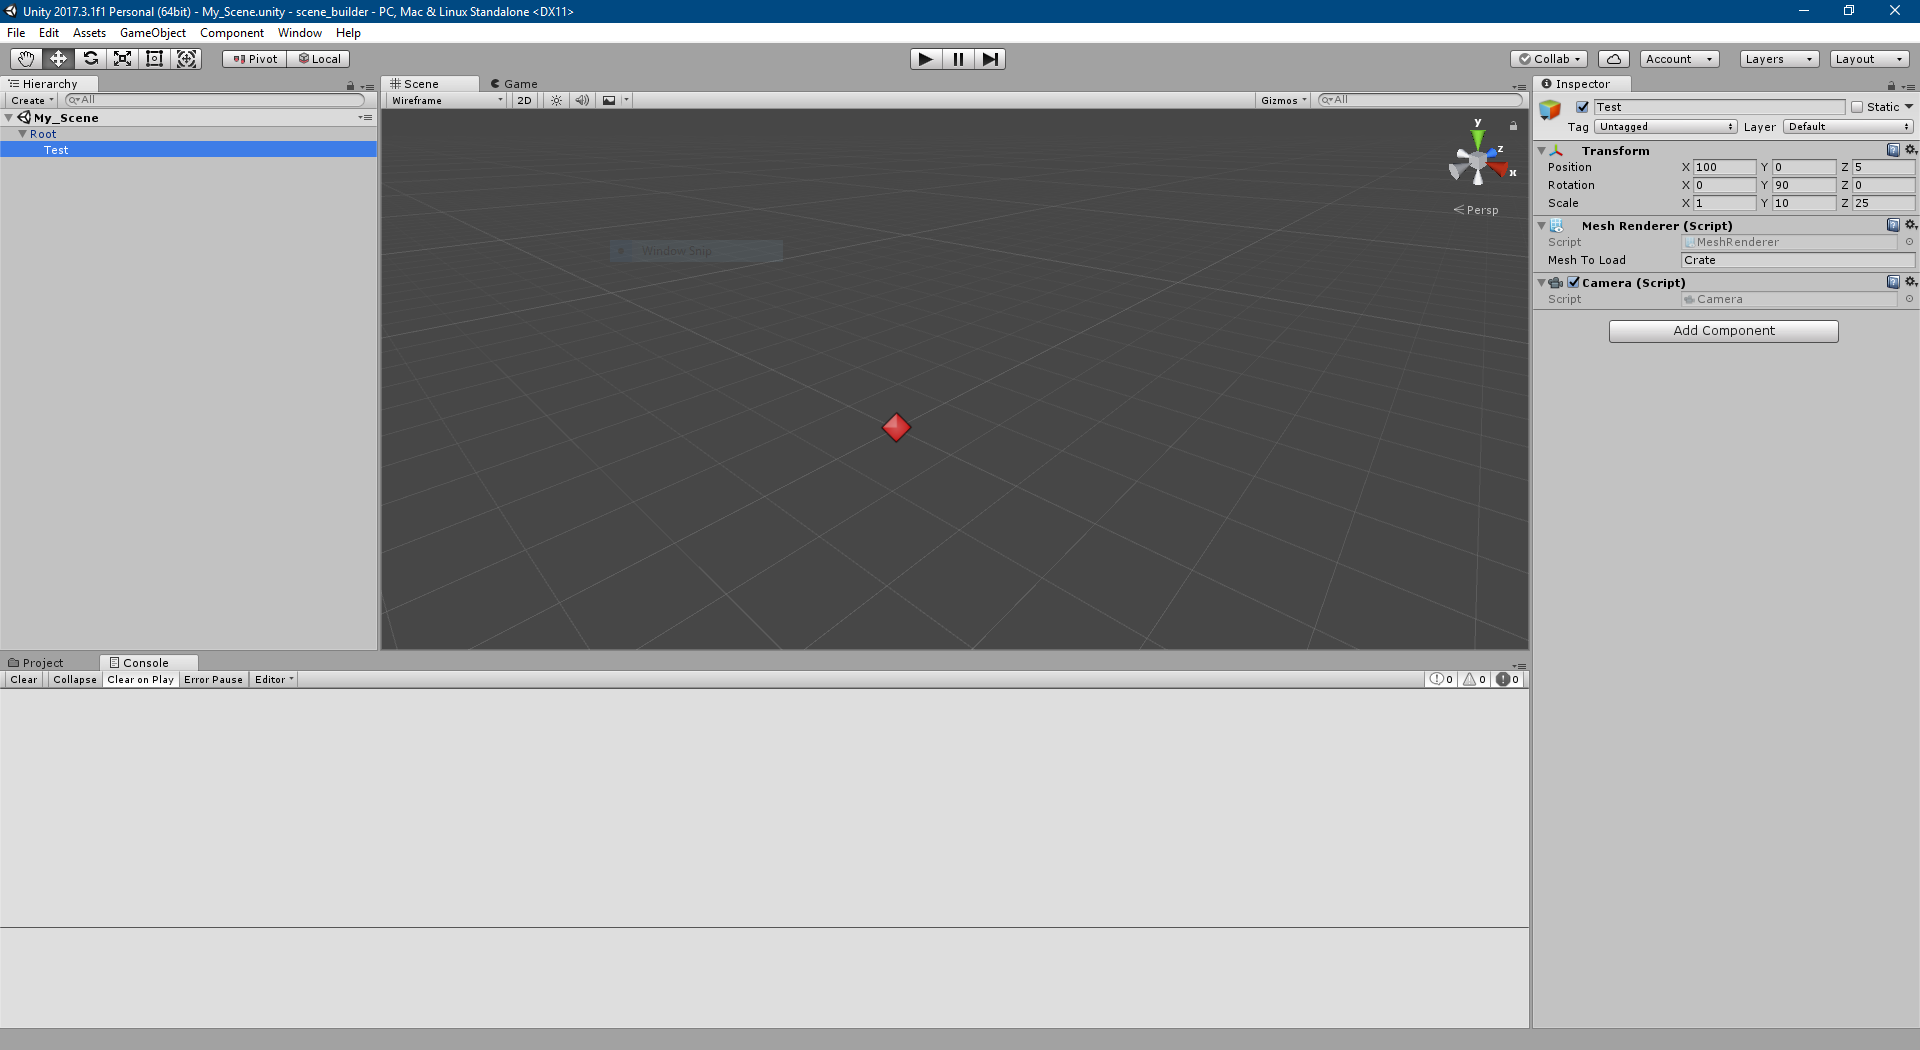 Unity 2017.3.1f1 Personal (64bit) - My_Scene.unity - scene_builder - PC, Mac & Linux Standalone <DX11>
File Edit Assets GameObject Component Window Help
Pivot Local Collab Account Layers Layout
Hierarchy
Create All
My_Scene
Root
Test
Scene Game
Wireframe 2D Gizmos All
y
z
x
Persp
Window Snip
Project Console
Clear Collapse Clear on Play Error Pause Editor 0 0 0
Inspector
Test Static
Tag Untagged Layer Default
Transform
Position X 100 Y 0 Z 5
Rotation X 0 Y 90 Z 0
Scale X 1 Y 10 Z 25
Mesh Renderer (Script)
Script MeshRenderer
Mesh To Load Crate
Camera (Script)
Script Camera
Add Component